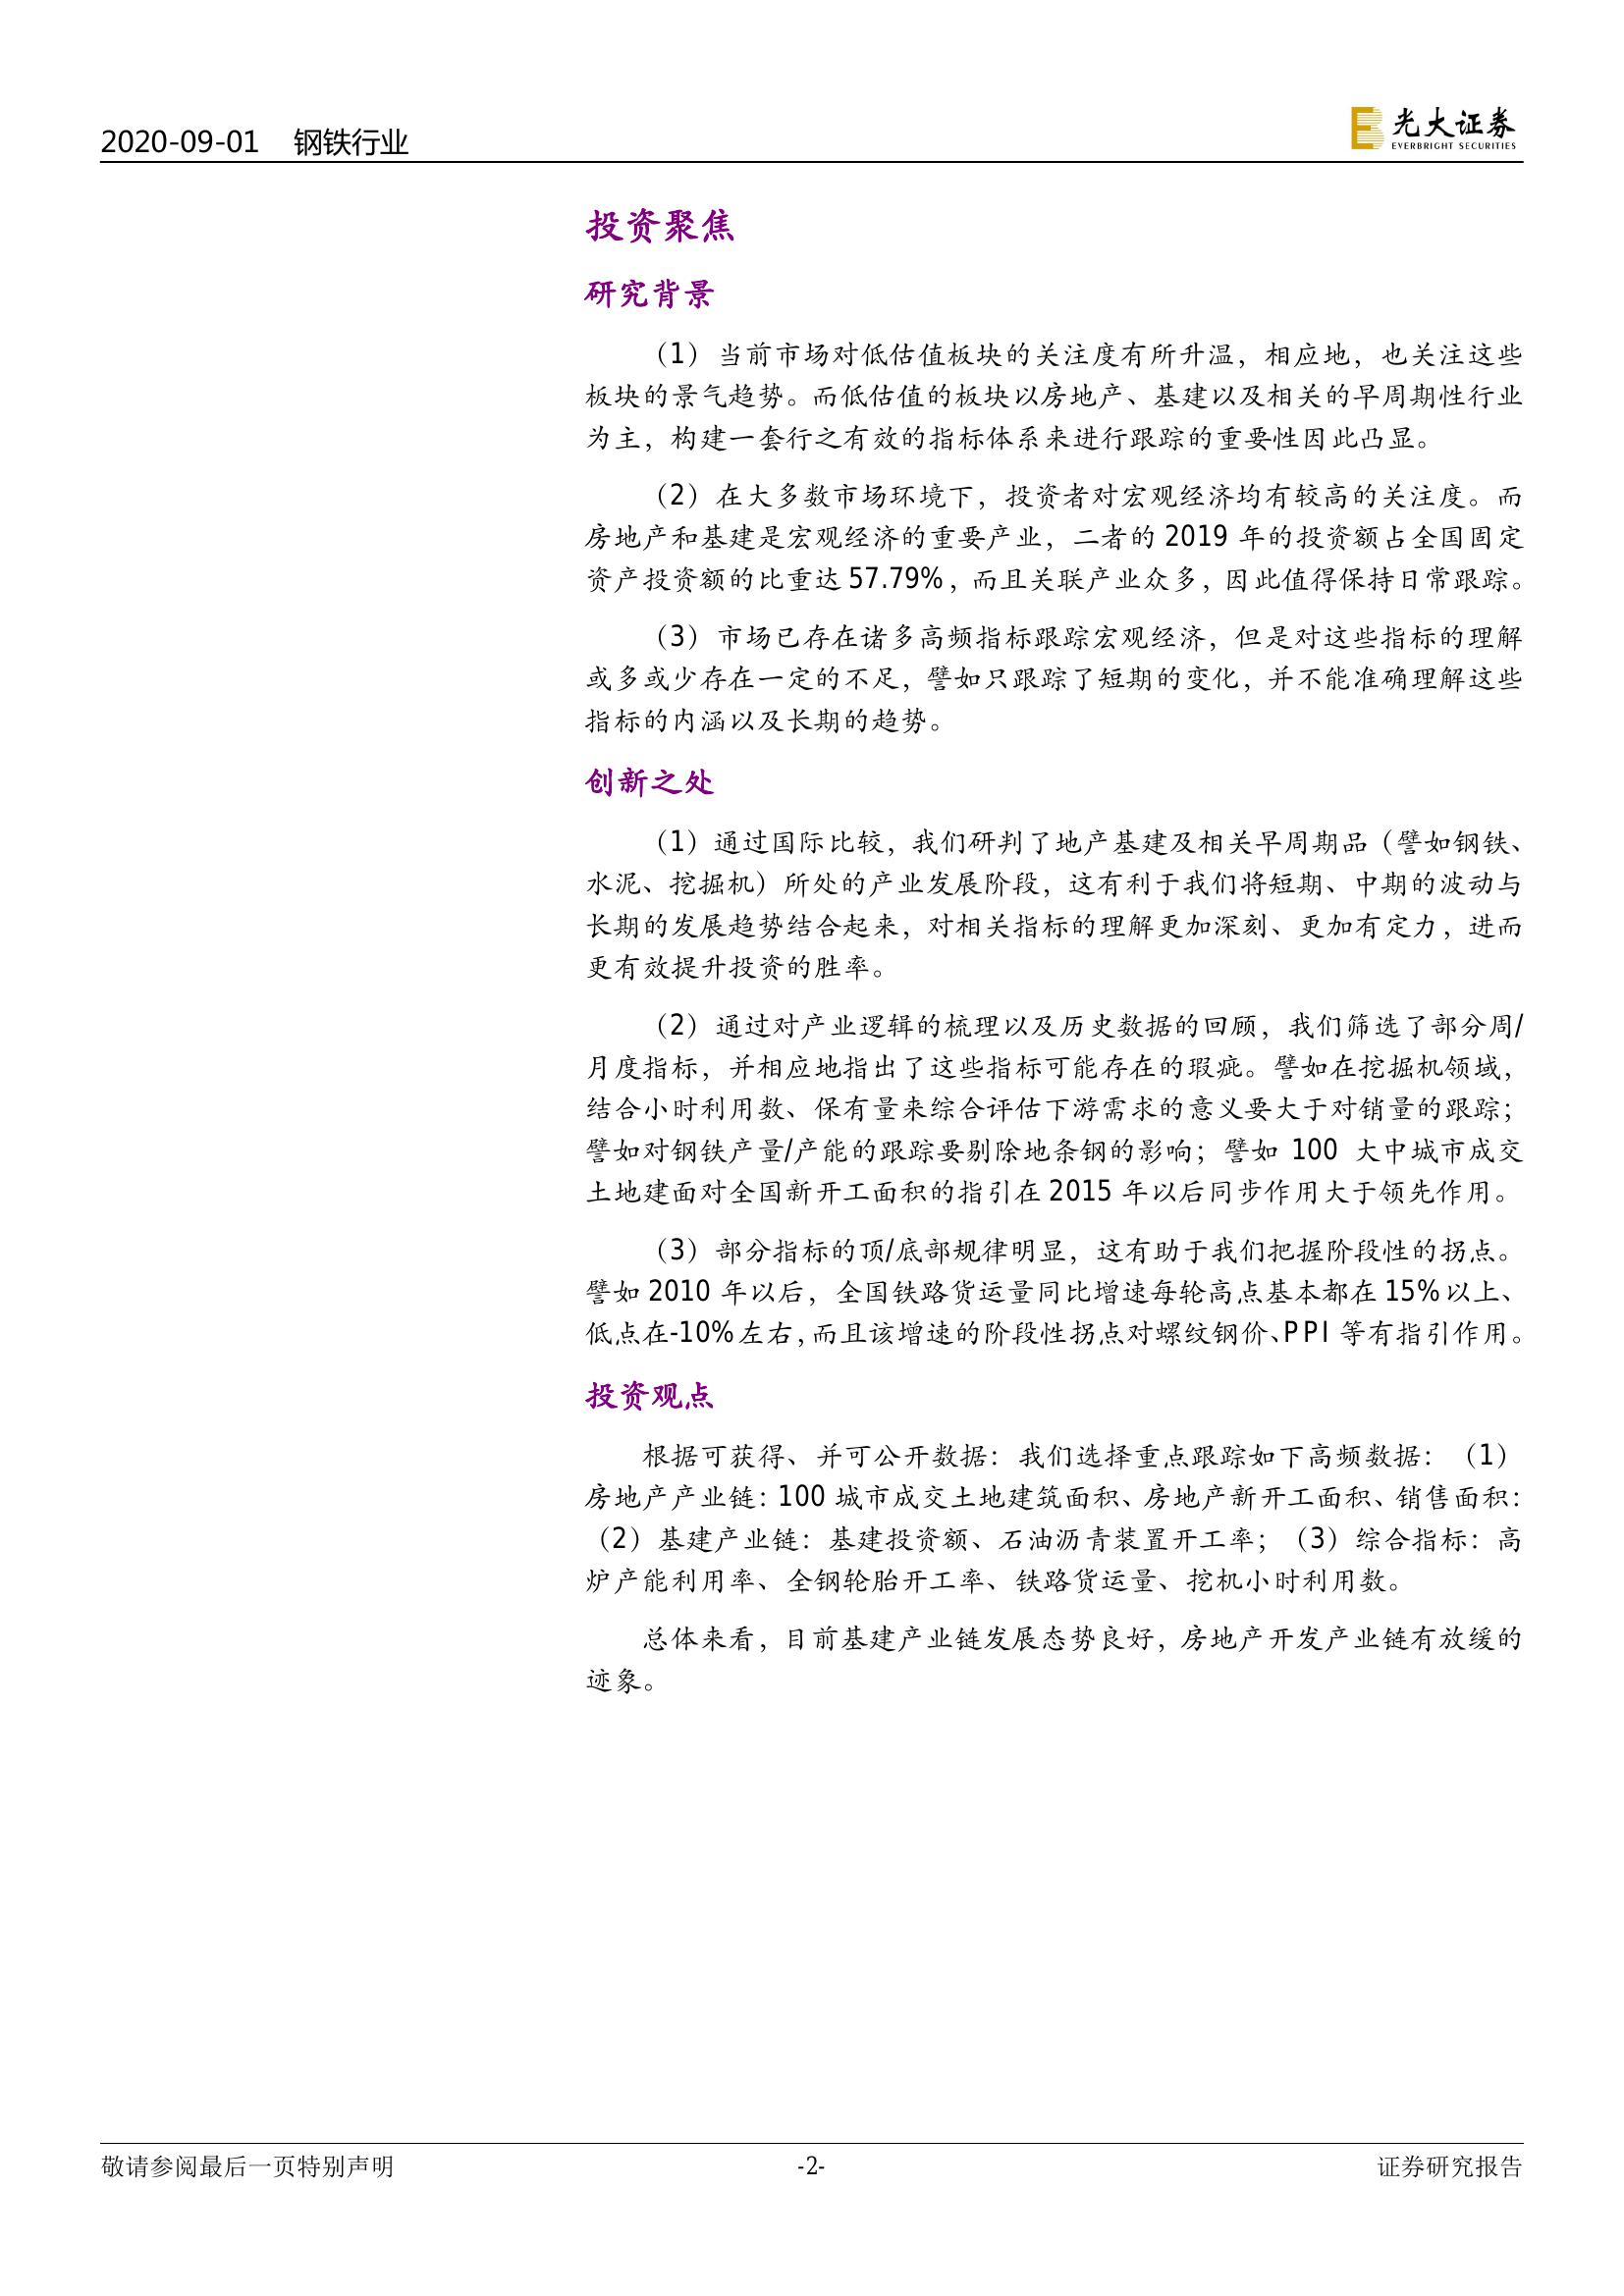 2020-09-01 钢铁行业
光大证券
EVERBRIGHT SECURITIES
投资聚焦
研究背景
（1）当前市场对低估值板块的关注度有所升温，相应地，也关注这些
板块的景气趋势。而低估值的板块以房地产、基建以及相关的早周期性行业
为主，构建一套行之有效的指标体系来进行跟踪的重要性因此凸显。
（2）在大多数市场环境下，投资者对宏观经济均有较高的关注度。而
房地产和基建是宏观经济的重要产业，二者的 2019 年的投资额占全国固定
资产投资额的比重达 57.79%，而且关联产业众多，因此值得保持日常跟踪。
（3）市场已存在诸多高频指标跟踪宏观经济，但是对这些指标的理解
或多或少存在一定的不足，譬如只跟踪了短期的变化，并不能准确理解这些
指标的内涵以及长期的趋势。
创新之处
（1）通过国际比较，我们研判了地产基建及相关早周期品（譬如钢铁、
水泥、挖掘机）所处的产业发展阶段，这有利于我们将短期、中期的波动与
长期的发展趋势结合起来，对相关指标的理解更加深刻、更加有定力，进而
更有效提升投资的胜率。
（2）通过对产业逻辑的梳理以及历史数据的回顾，我们筛选了部分周/
月度指标，并相应地指出了这些指标可能存在的瑕疵。譬如在挖掘机领域，
结合小时利用数、保有量来综合评估下游需求的意义要大于对销量的跟踪；
譬如对钢铁产量/产能的跟踪要剔除地条钢的影响；譬如 100 大中城市成交
土地建面对全国新开工面积的指引在 2015 年以后同步作用大于领先作用。
（3）部分指标的顶/底部规律明显，这有助于我们把握阶段性的拐点。
譬如 2010 年以后，全国铁路货运量同比增速每轮高点基本都在 15%以上、
低点在-10%左右，而且该增速的阶段性拐点对螺纹钢价、PPI 等有指引作用。
投资观点
根据可获得、并可公开数据：我们选择重点跟踪如下高频数据：（1）
房地产产业链：100 城市成交土地建筑面积、房地产新开工面积、销售面积：
（2）基建产业链：基建投资额、石油沥青装置开工率；（3）综合指标：高
炉产能利用率、全钢轮胎开工率、铁路货运量、挖机小时利用数。
总体来看，目前基建产业链发展态势良好，房地产开发产业链有放缓的
迹象。
敬请参阅最后一页特别声明
-2-
证券研究报告